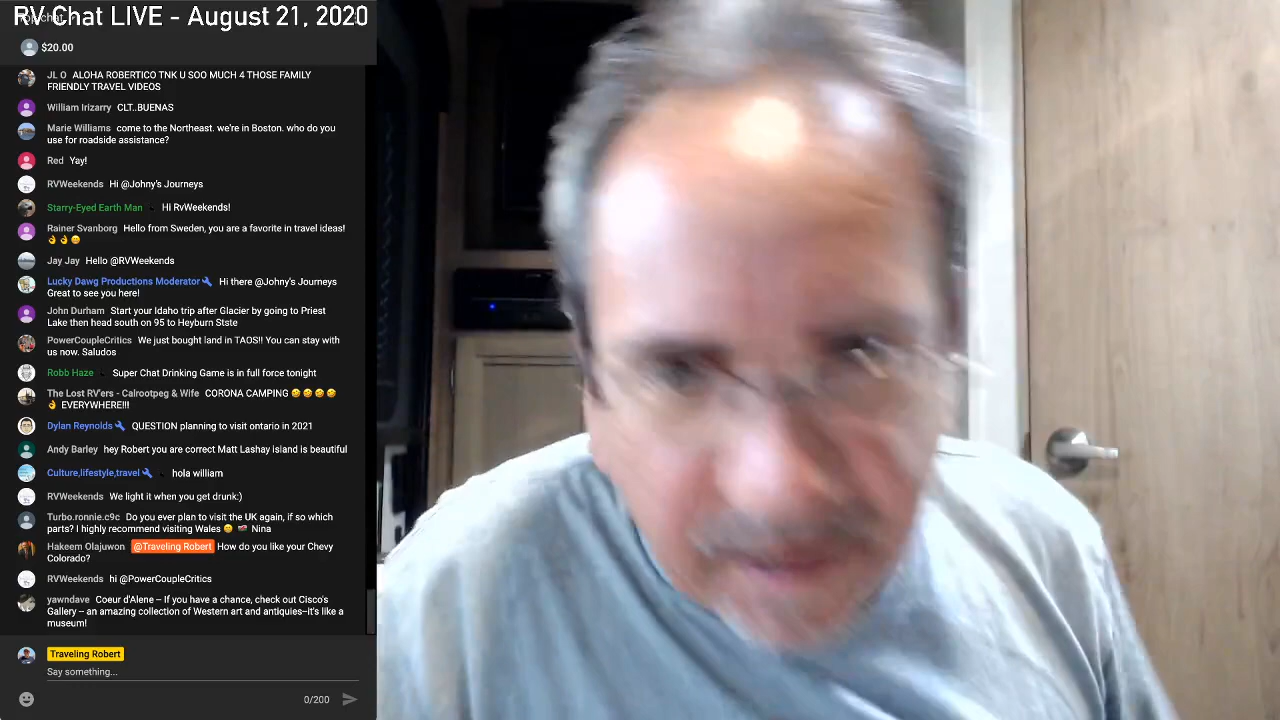 RV Chat LIVE - August 21, 2020
$20.00
JL O ALOHA ROBERTICO TNK U SOO MUCH 4 THOSE FAMILY
FRIENDLY TRAVEL VIDEOS
William Irizarry CLT..BUENAS
Marie Williams come to the Northeast. we're in Boston. who do you
use for roadside assistance?
Red Yay!
RVWeekends Hi @Johny's Journeys
Starry-Eyed Earth Man Hi RvWeekends!
Rainer Svanborg Hello from Sweden, you are a favorite in travel ideas!
👌👌😊
Jay Jay Hello @RVWeekends
Lucky Dawg Productions Moderator Hi there @Johny's Journeys
Great to see you here!
John Durham Start your Idaho trip after Glacier by going to Priest
Lake then head south on 95 to Heyburn Stste
PowerCoupleCritics We just bought land in TAOS!! You can stay with
us now. Saludos
Robb Haze Super Chat Drinking Game is in full force tonight
The Lost RV'ers - Calrootpeg & Wife CORONA CAMPING 🤣🤣🤣🤣
👌 EVERYWHERE!!!
Dylan Reynolds QUESTION planning to visit ontario in 2021
Andy Barley hey Robert you are correct Matt Lashay island is beautiful
Culture,lifestyle,travel hola william
RVWeekends We light it when you get drunk:)
Turbo.ronnie.c9c Do you ever plan to visit the UK again, if so which
parts? I highly recommend visiting Wales 😊 Nina
Hakeem Olajuwon @Traveling Robert How do you like your Chevy
Colorado?
RVWeekends hi @PowerCoupleCritics
yawndave Coeur d'Alene – If you have a chance, check out Cisco's
Gallery – an amazing collection of Western art and antiquies–it's like a
museum!
Traveling Robert
Say something...
0/200